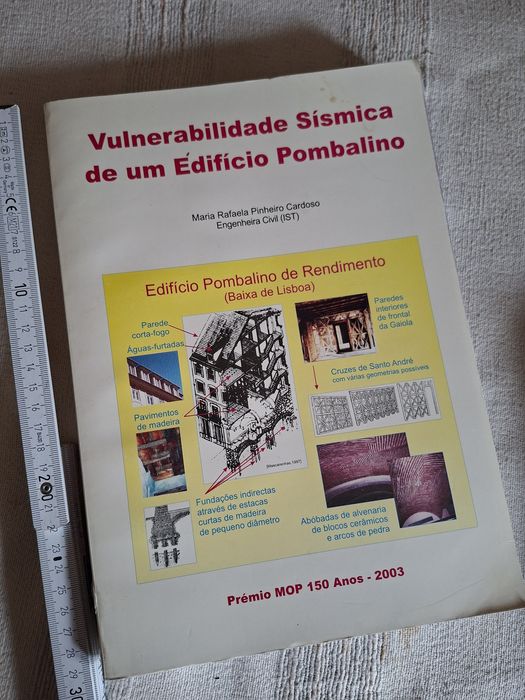 Vulnerabilidade Sísmica
de um Edifício Pombalino
Maria Rafaela Pinheiro Cardoso
Engenheira Civil (IST)
Edifício Pombalino de Rendimento
(Baixa de Lisboa)
Parede
corta-fogo
Águas-furtadas
Pavimentos
de madeira
Fundações indirectas
através de estacas
curtas de madeira
de pequeno diâmetro
[Mascarenhas, 1997]
Paredes
interiores
de frontal
da Gaiola
Cruzes de Santo André
com várias geometrias possíveis
Abóbadas de alvenaria
de blocos cerâmicos
e arcos de pedra
Prémio MOP 150 Anos - 2003